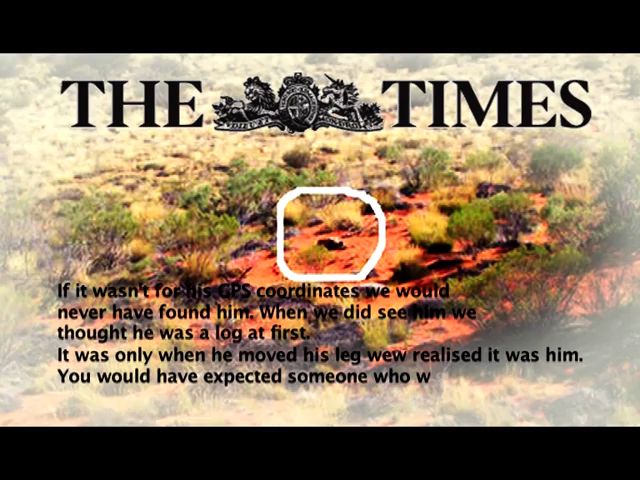 THE TIMES
If it wasn't for his GPS coordinates we would
never have found him. When we did see him we
thought he was a log at first.
It was only when he moved his leg wew realised it was him.
You would have expected someone who w